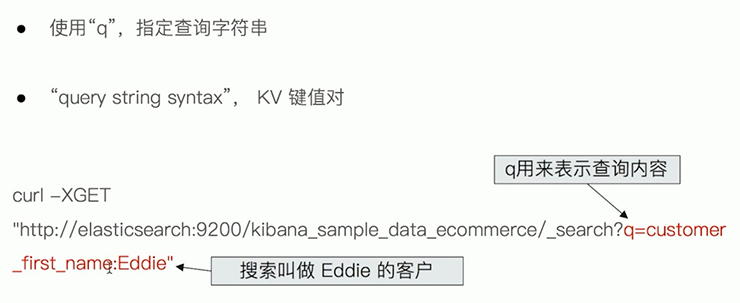 ● 使用“q”，指定查询字符串
● “query string syntax”， KV 键值对
q用来表示查询内容
curl -XGET
"http://elasticsearch:9200/kibana_sample_data_ecommerce/_search?q=customer
_first_name:Eddie"
搜索叫做 Eddie 的客户